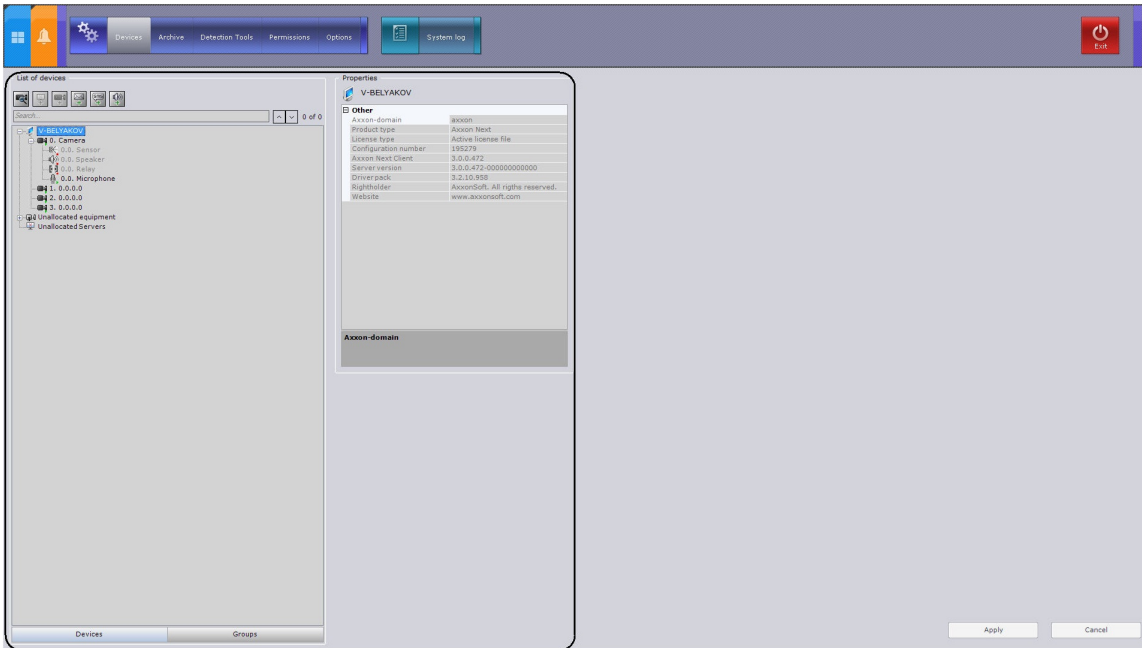 Devices Archive Detection Tools Permissions Options System log Exit
List of devices
Search...
0 of 0
V-BELYAKOV
0. Camera
0.0. Sensor
0.0. Speaker
0.0. Relay
0.0. Microphone
1. 0.0.0.0
2. 0.0.0.0
3. 0.0.0.0
Unallocated equipment
Unallocated Servers
Devices Groups
Properties
V-BELYAKOV
Other
Axxon-domain axxon
Product type Axxon Next
License type Active license file
Configuration number 195279
Axxon Next Client 3.0.0.472
Server version 3.0.0.472-000000000000
Driver pack 3.2.10.958
Rightholder AxxonSoft. All rigths reserved.
Website www.axxonsoft.com
Axxon-domain
Apply Cancel